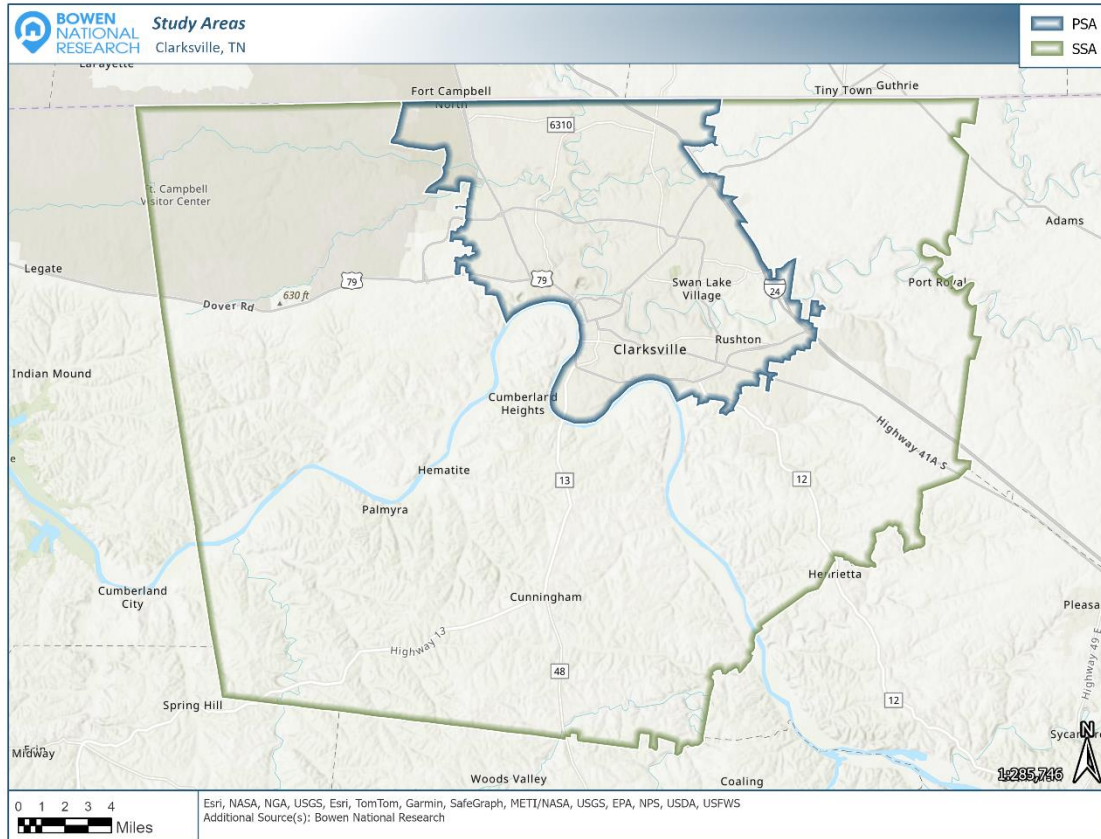 BOWEN
NATIONAL
RESEARCH
Study Areas
Clarksville, TN
PSA
SSA
LaFayette
Fort Campbell
North
Tiny Town
Guthrie
6310
Ft. Campbell
Visitor Center
Adams
Legate
79
630 ft
Dover Rd
79
Swan Lake
Village
24
Port Royal
Clarksville
Rushton
Indian Mound
Cumberland
Heights
Highway 41A S
Hematite
13
12
Palmyra
Henrietta
Cumberland
City
Cunningham
Highway 13
48
Highway 49 E
12
Spring Hill
Erin
Midway
Woods Valley
Coaling
N
1:285,746
0 1 2 3 4
Miles
Esri, NASA, NGA, USGS, Esri, TomTom, Garmin, SafeGraph, METI/NASA, USGS, EPA, NPS, USDA, USFWS
Additional Source(s): Bowen National Research